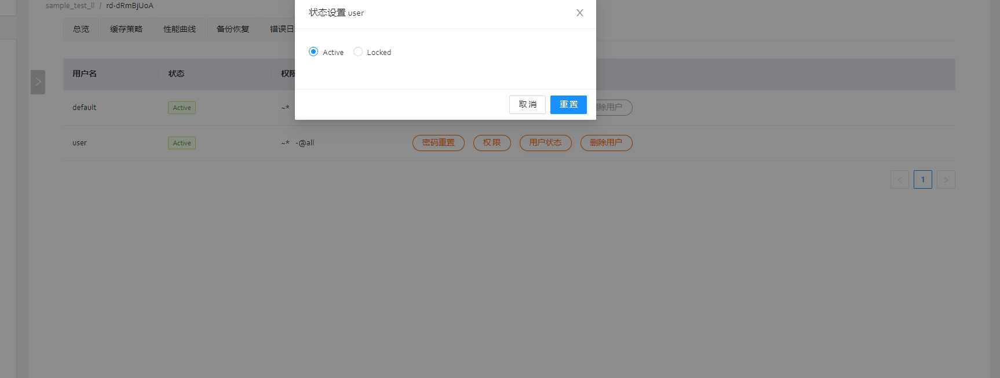 sample_test_ll / rd-dRmBjUoA
状态设置 user
总览 缓存策略 性能曲线 备份恢复 错误日
Active Locked
用户名 状态 权限
取消 重置
default Active ~* 除用户
user Active ~* -@all 密码重置 权限 用户状态 删除用户
< 1 >